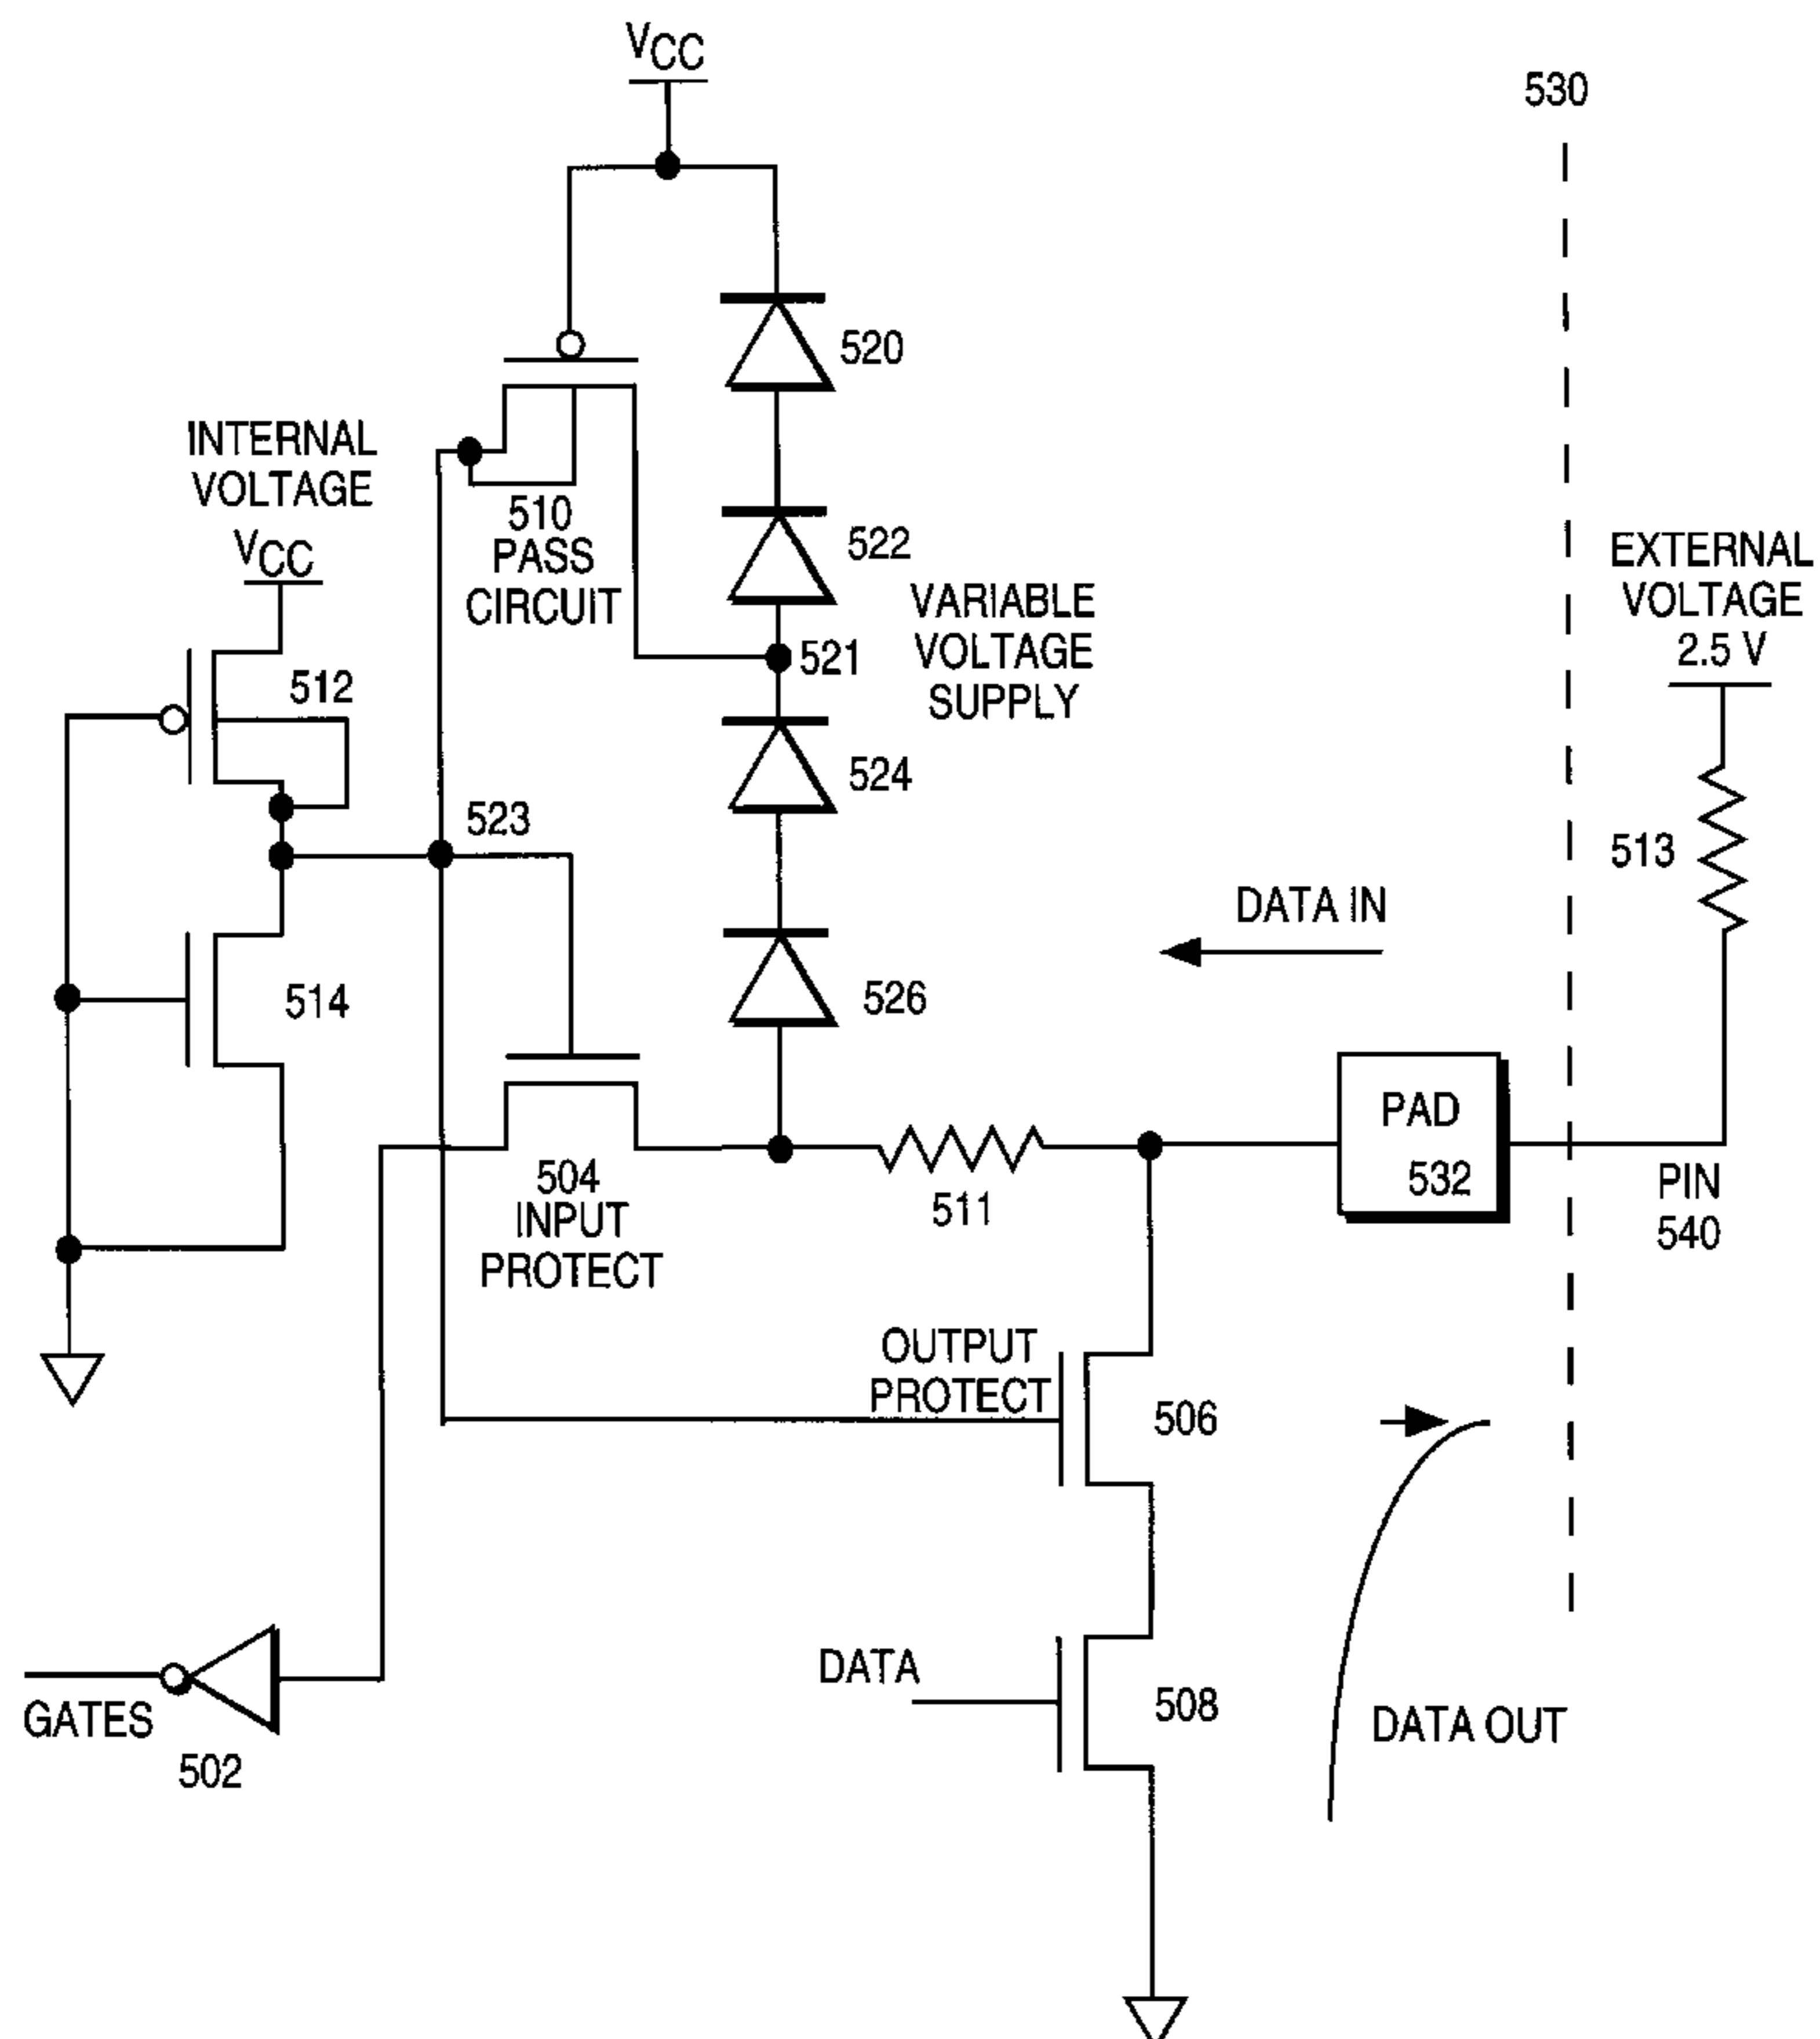 VCC
530
520
INTERNAL
VOLTAGE
VCC
510
PASS
CIRCUIT
522
VARIABLE
VOLTAGE
SUPPLY
521
EXTERNAL
VOLTAGE
2.5 V
512
524
523
513
DATA IN
514
526
PAD
532
504
INPUT
PROTECT
511
PIN
540
OUTPUT
PROTECT
506
DATA
508
DATA OUT
GATES
502